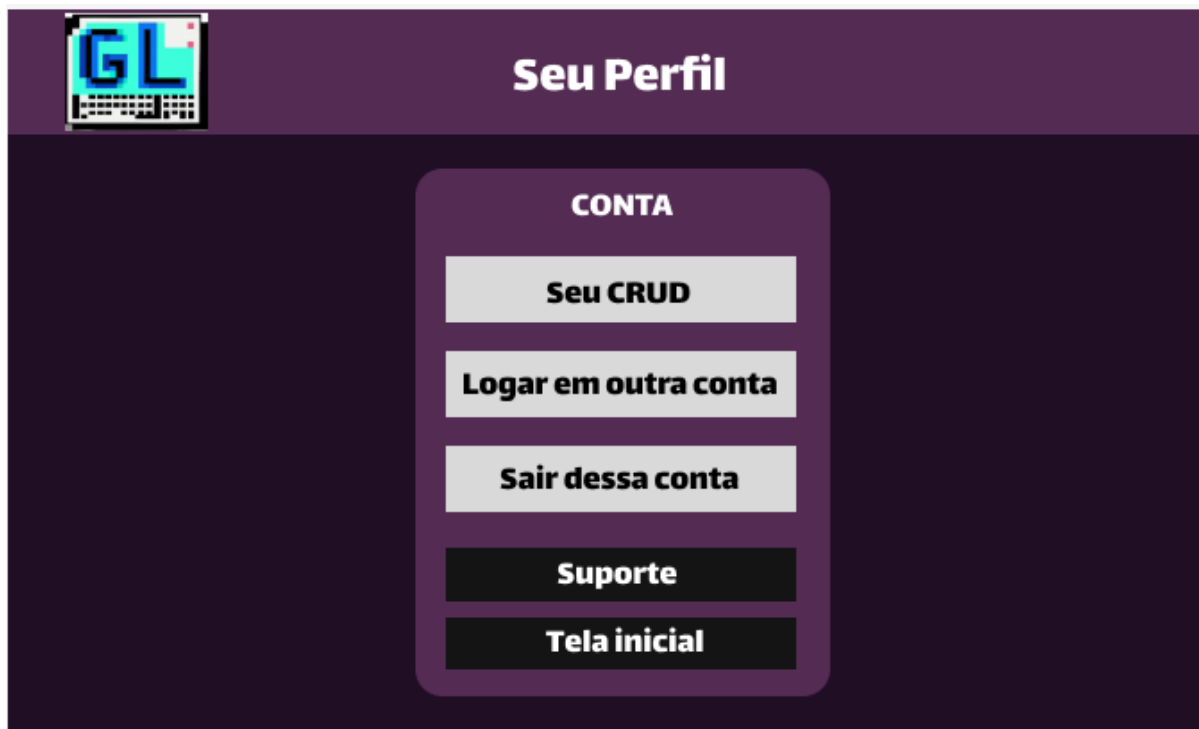 GL
Seu Perfil
CONTA
Seu CRUD
Logar em outra conta
Sair dessa conta
Suporte
Tela inicial